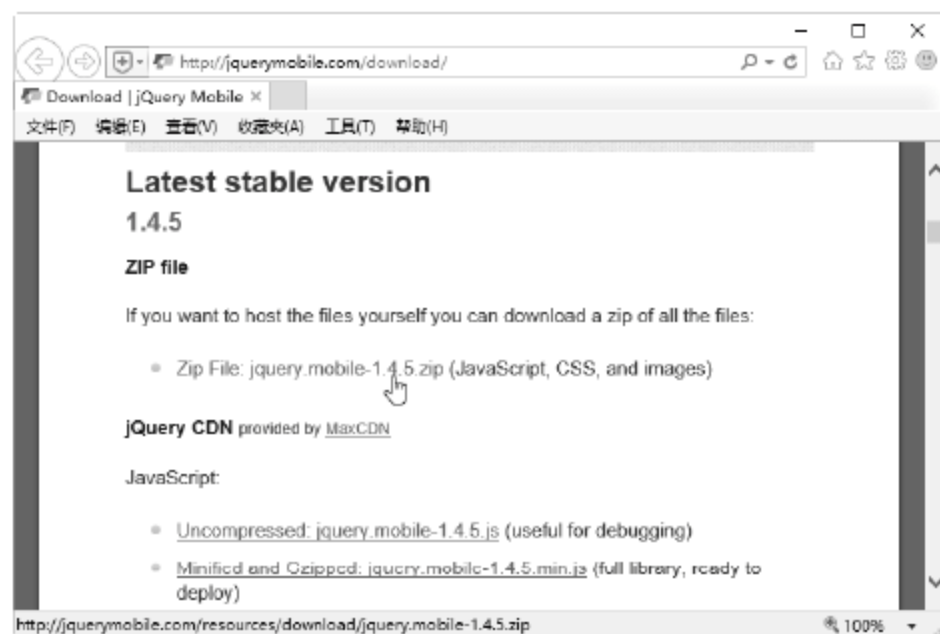 http://jquerymobile.com/download/
Download | jQuery Mobile
文件(F) 编辑(E) 查看(V) 收藏夹(A) 工具(T) 帮助(H)
Latest stable version
1.4.5
ZIP file
If you want to host the files yourself you can download a zip of all the files:
Zip File: jquery.mobile-1.4.5.zip (JavaScript, CSS, and images)
jQuery CDN provided by MaxCDN
JavaScript:
Uncompressed: jquery.mobile-1.4.5.js (useful for debugging)
Minified and Gzipped: jquery.mobile-1.4.5.min.js (full library, ready to
deploy)
http://jquerymobile.com/resources/download/jquery.mobile-1.4.5.zip
100%